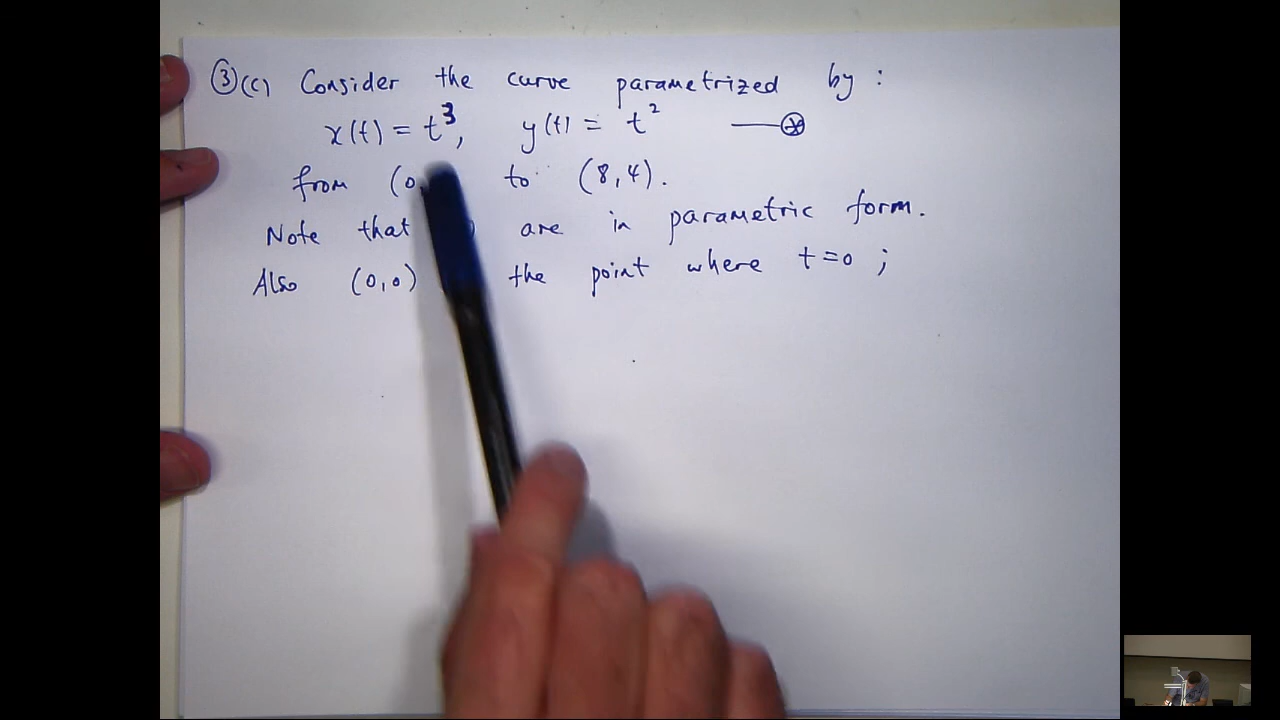 ③(c) Consider the curve parametrized by :
x(t) = t³, y(t) = t² —⊛
from (0, to (8,4).
Note that are in parametric form.
Also (0,0) the point where t=0 ;